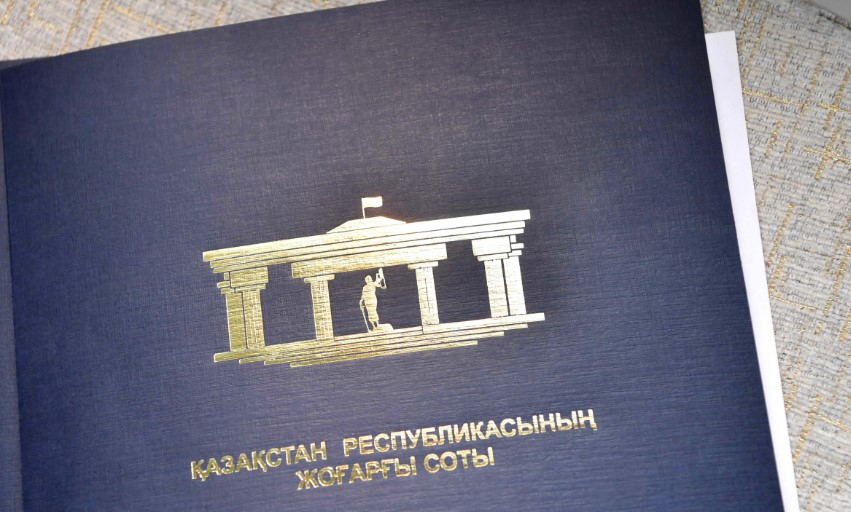 ҚАЗАҚСТАН РЕСПУБЛИКАСЫНЫҢ
ЖОҒАРҒЫ СОТЫ